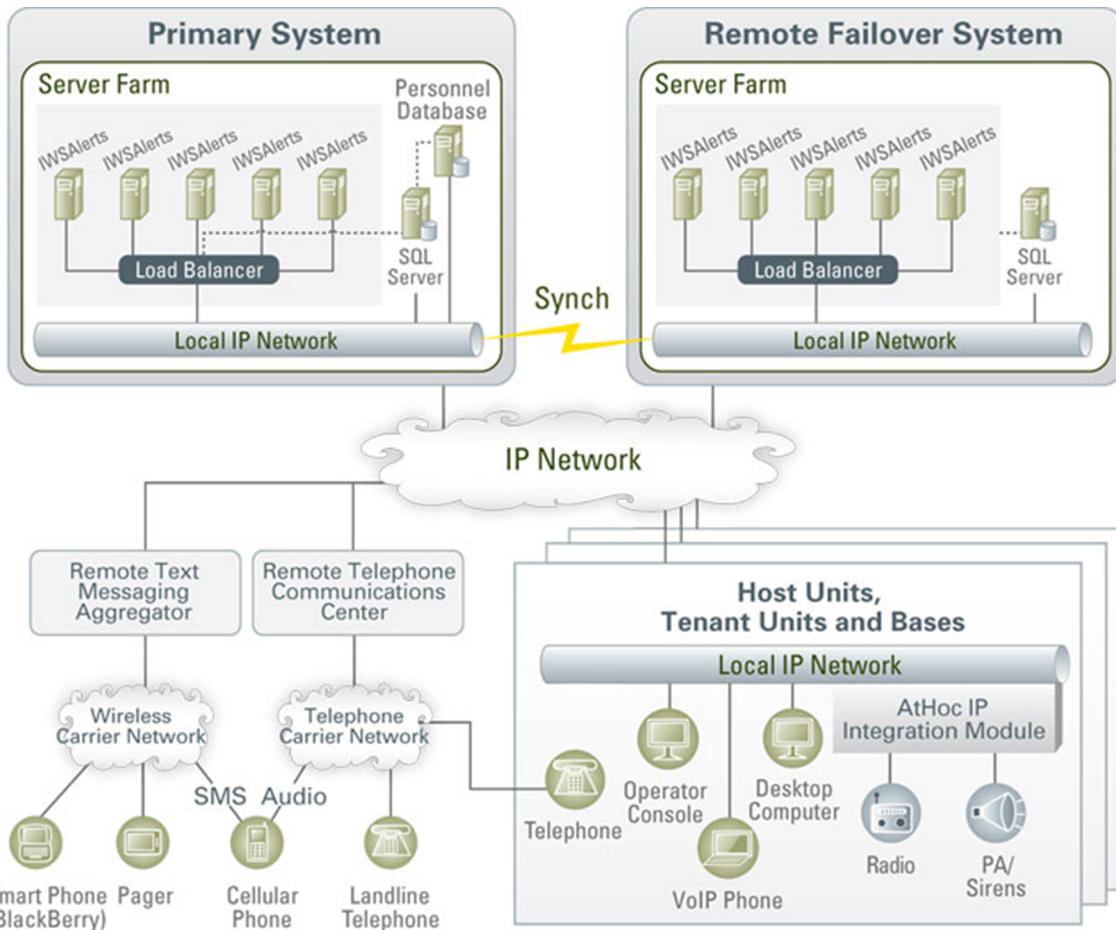 Primary System
Server Farm
Personnel
Database
IWSAlerts
IWSAlerts
IWSAlerts
IWSAlerts
IWSAlerts
Load Balancer
SQL
Server
Local IP Network
Synch
Remote Failover System
Server Farm
IWSAlerts
IWSAlerts
IWSAlerts
IWSAlerts
IWSAlerts
Load Balancer
SQL
Server
Local IP Network
IP Network
Remote Text
Messaging
Aggregator
Remote Telephone
Communications
Center
Wireless
Carrier Network
Telephone
Carrier Network
SMS
Audio
mart Phone
BlackBerry)
Pager
Cellular
Phone
Landline
Telephone
Host Units,
Tenant Units and Bases
Local IP Network
AtHoc IP
Integration Module
Telephone
Operator
Console
VoIP Phone
Desktop
Computer
Radio
PA/
Sirens